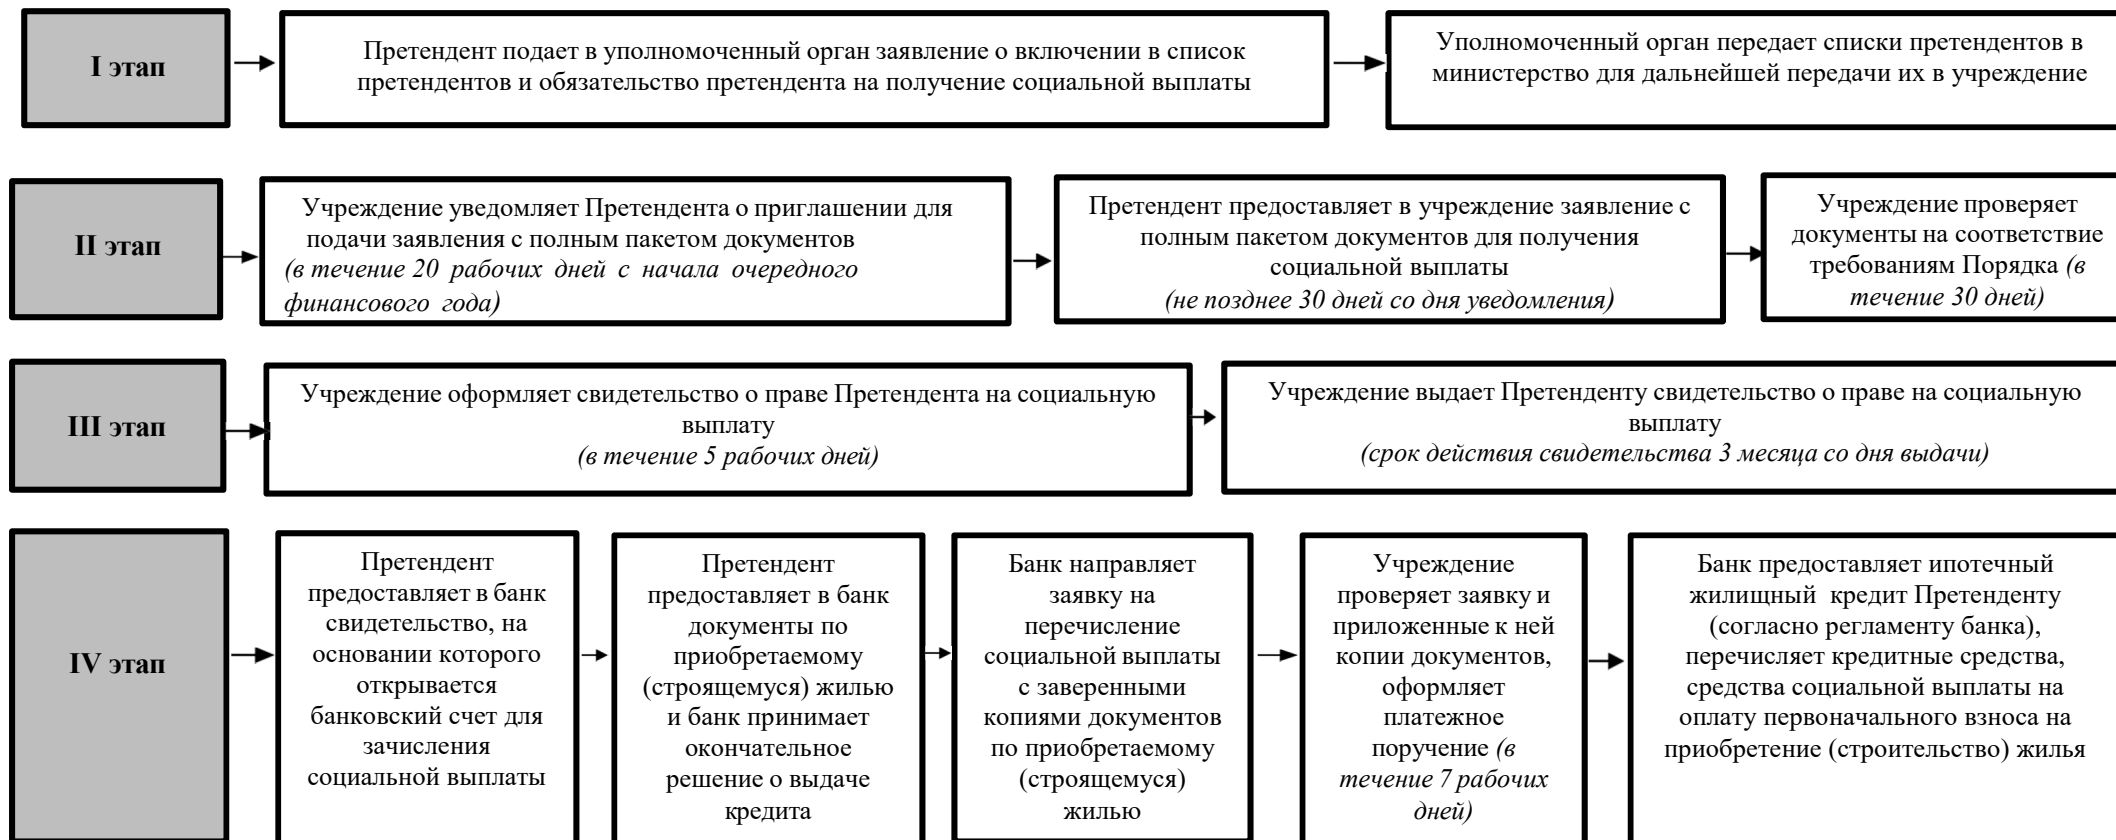 I этап
Претендент подает в уполномоченный орган заявление о включении в список
претендентов и обязательство претендента на получение социальной выплаты
Уполномоченный орган передает списки претендентов в
министерство для дальнейшей передачи их в учреждение
II этап
Учреждение уведомляет Претендента о приглашении для
подачи заявления с полным пакетом документов
(в течение 20 рабочих дней с начала очередного
финансового года)
Претендент предоставляет в учреждение заявление с
полным пакетом документов для получения
социальной выплаты
(не позднее 30 дней со дня уведомления)
Учреждение проверяет
документы на соответствие
требованиям Порядка (в
течение 30 дней)
III этап
Учреждение оформляет свидетельство о праве Претендента на социальную
выплату
(в течение 5 рабочих дней)
Учреждение выдает Претенденту свидетельство о праве на социальную
выплату
(срок действия свидетельства 3 месяца со дня выдачи)
IV этап
Претендент
предоставляет в банк
свидетельство, на
основании которого
открывается
банковский счет для
зачисления
социальной выплаты
Претендент
предоставляет в банк
документы по
приобретаемому
(строящемуся) жилью
и банк принимает
окончательное
решение о выдаче
кредита
Банк направляет
заявку на
перечисление
социальной выплаты
с заверенными
копиями документов
по приобретаемому
(строящемуся)
жилью
Учреждение
проверяет заявку и
приложенные к ней
копии документов,
оформляет
платежное
поручение (в
течение 7 рабочих
дней)
Банк предоставляет ипотечный
жилищный кредит Претенденту
(согласно регламенту банка),
перечисляет кредитные средства,
средства социальной выплаты на
оплату первоначального взноса на
приобретение (строительство) жилья